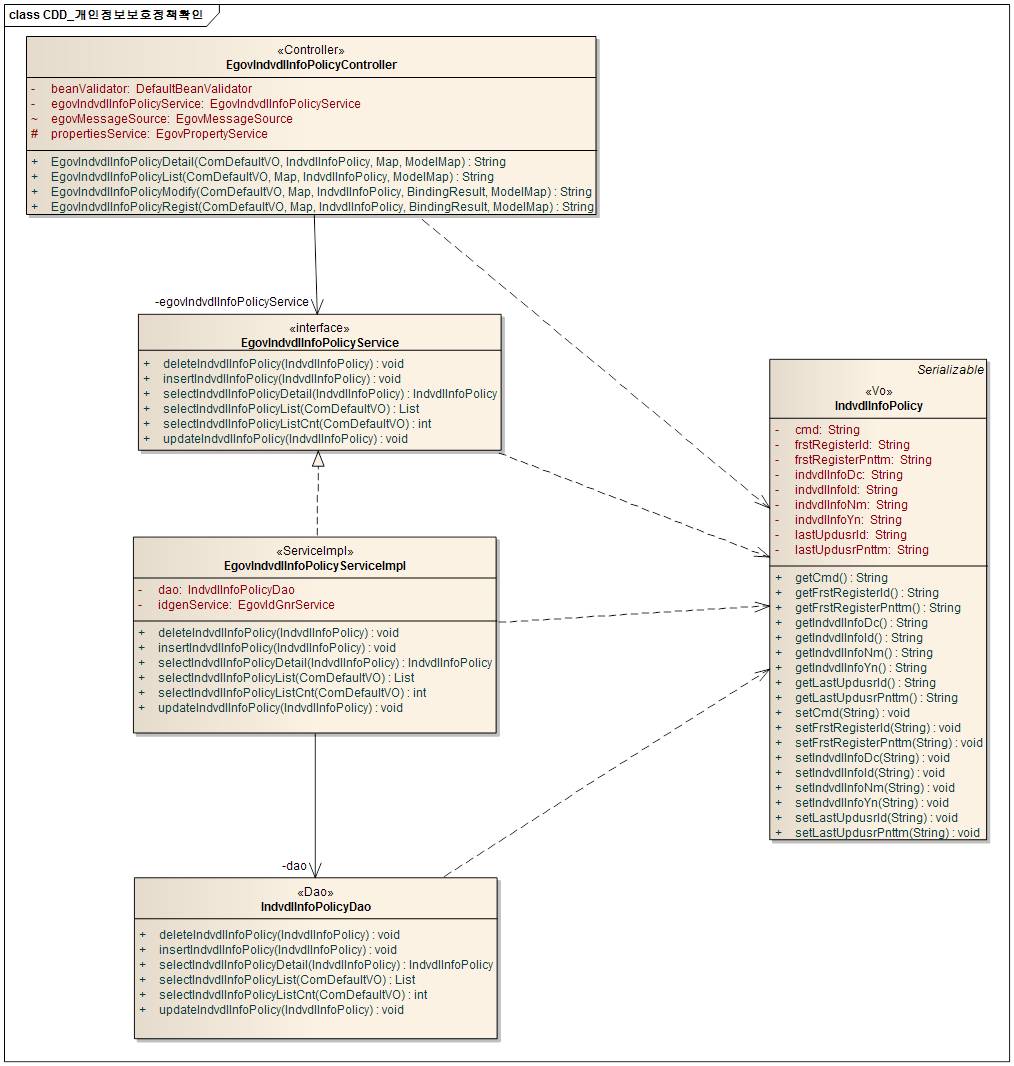 class CDD_개인정보보호정책확인
«Controller»
EgovIndvdlInfoPolicyController
- beanValidator: DefaultBeanValidator
- egovIndvdlInfoPolicyService: EgovIndvdlInfoPolicyService
~ egovMessageSource: EgovMessageSource
# propertiesService: EgovPropertyService
+ EgovIndvdlInfoPolicyDetail(ComDefaultVO, IndvdlInfoPolicy, Map, ModelMap) : String
+ EgovIndvdlInfoPolicyList(ComDefaultVO, Map, IndvdlInfoPolicy, ModelMap) : String
+ EgovIndvdlInfoPolicyModify(ComDefaultVO, Map, IndvdlInfoPolicy, BindingResult, ModelMap) : String
+ EgovIndvdlInfoPolicyRegist(ComDefaultVO, Map, IndvdlInfoPolicy, BindingResult, ModelMap) : String
-egovIndvdlInfoPolicyService
«interface»
EgovIndvdlInfoPolicyService
+ deleteIndvdlInfoPolicy(IndvdlInfoPolicy) : void
+ insertIndvdlInfoPolicy(IndvdlInfoPolicy) : void
+ selectIndvdlInfoPolicyDetail(IndvdlInfoPolicy) : IndvdlInfoPolicy
+ selectIndvdlInfoPolicyList(ComDefaultVO) : List
+ selectIndvdlInfoPolicyListCnt(ComDefaultVO) : int
+ updateIndvdlInfoPolicy(IndvdlInfoPolicy) : void
«ServiceImpl»
EgovIndvdlInfoPolicyServiceImpl
- dao: IndvdlInfoPolicyDao
- idgenService: EgovIdGnrService
+ deleteIndvdlInfoPolicy(IndvdlInfoPolicy) : void
+ insertIndvdlInfoPolicy(IndvdlInfoPolicy) : void
+ selectIndvdlInfoPolicyDetail(IndvdlInfoPolicy) : IndvdlInfoPolicy
+ selectIndvdlInfoPolicyList(ComDefaultVO) : List
+ selectIndvdlInfoPolicyListCnt(ComDefaultVO) : int
+ updateIndvdlInfoPolicy(IndvdlInfoPolicy) : void
-dao
«Dao»
IndvdlInfoPolicyDao
+ deleteIndvdlInfoPolicy(IndvdlInfoPolicy) : void
+ insertIndvdlInfoPolicy(IndvdlInfoPolicy) : void
+ selectIndvdlInfoPolicyDetail(IndvdlInfoPolicy) : IndvdlInfoPolicy
+ selectIndvdlInfoPolicyList(ComDefaultVO) : List
+ selectIndvdlInfoPolicyListCnt(ComDefaultVO) : int
+ updateIndvdlInfoPolicy(IndvdlInfoPolicy) : void
Serializable
«Vo»
IndvdlInfoPolicy
- cmd: String
- frstRegisterId: String
- frstRegisterPnttm: String
- indvdlInfoDc: String
- indvdlInfoId: String
- indvdlInfoNm: String
- indvdlInfoYn: String
- lastUpdusrId: String
- lastUpdusrPnttm: String
+ getCmd() : String
+ getFrstRegisterId() : String
+ getFrstRegisterPnttm() : String
+ getIndvdlInfoDc() : String
+ getIndvdlInfoId() : String
+ getIndvdlInfoNm() : String
+ getIndvdlInfoYn() : String
+ getLastUpdusrId() : String
+ getLastUpdusrPnttm() : String
+ setCmd(String) : void
+ setFrstRegisterId(String) : void
+ setFrstRegisterPnttm(String) : void
+ setIndvdlInfoDc(String) : void
+ setIndvdlInfoId(String) : void
+ setIndvdlInfoNm(String) : void
+ setIndvdlInfoYn(String) : void
+ setLastUpdusrId(String) : void
+ setLastUpdusrPnttm(String) : void